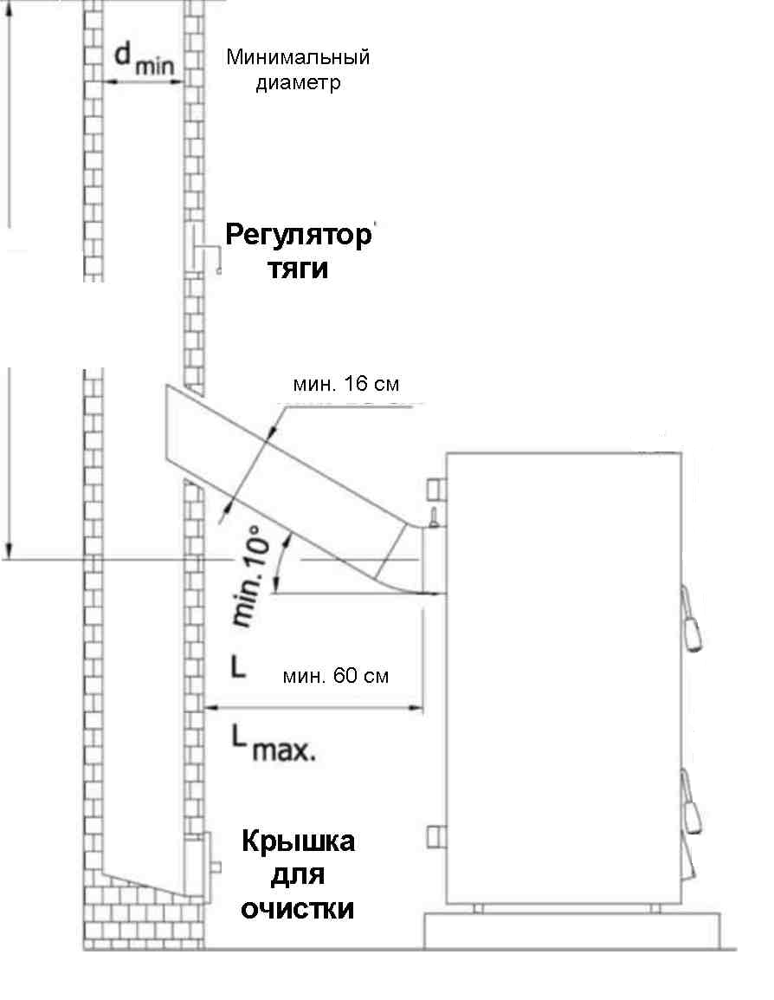 d min
Минимальный
диаметр
Регулятор
тяги
мин. 16 см
min.10°
L
мин. 60 см
L max.
Крышка
для
очистки